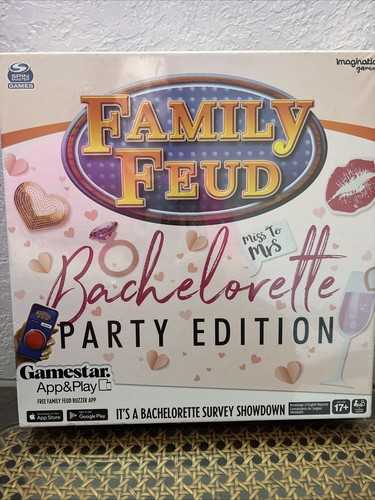 SPIN
MASTER
GAMES
Imagination
games
FAMILY
FEUD
Miss To
Mrs
Bachelorette
PARTY EDITION
Gamestar.
App&Play
FREE FAMILY FEUD BUZZER APP
App Store
Google Play
IT'S A BACHELORETTE SURVEY SHOWDOWN
17+